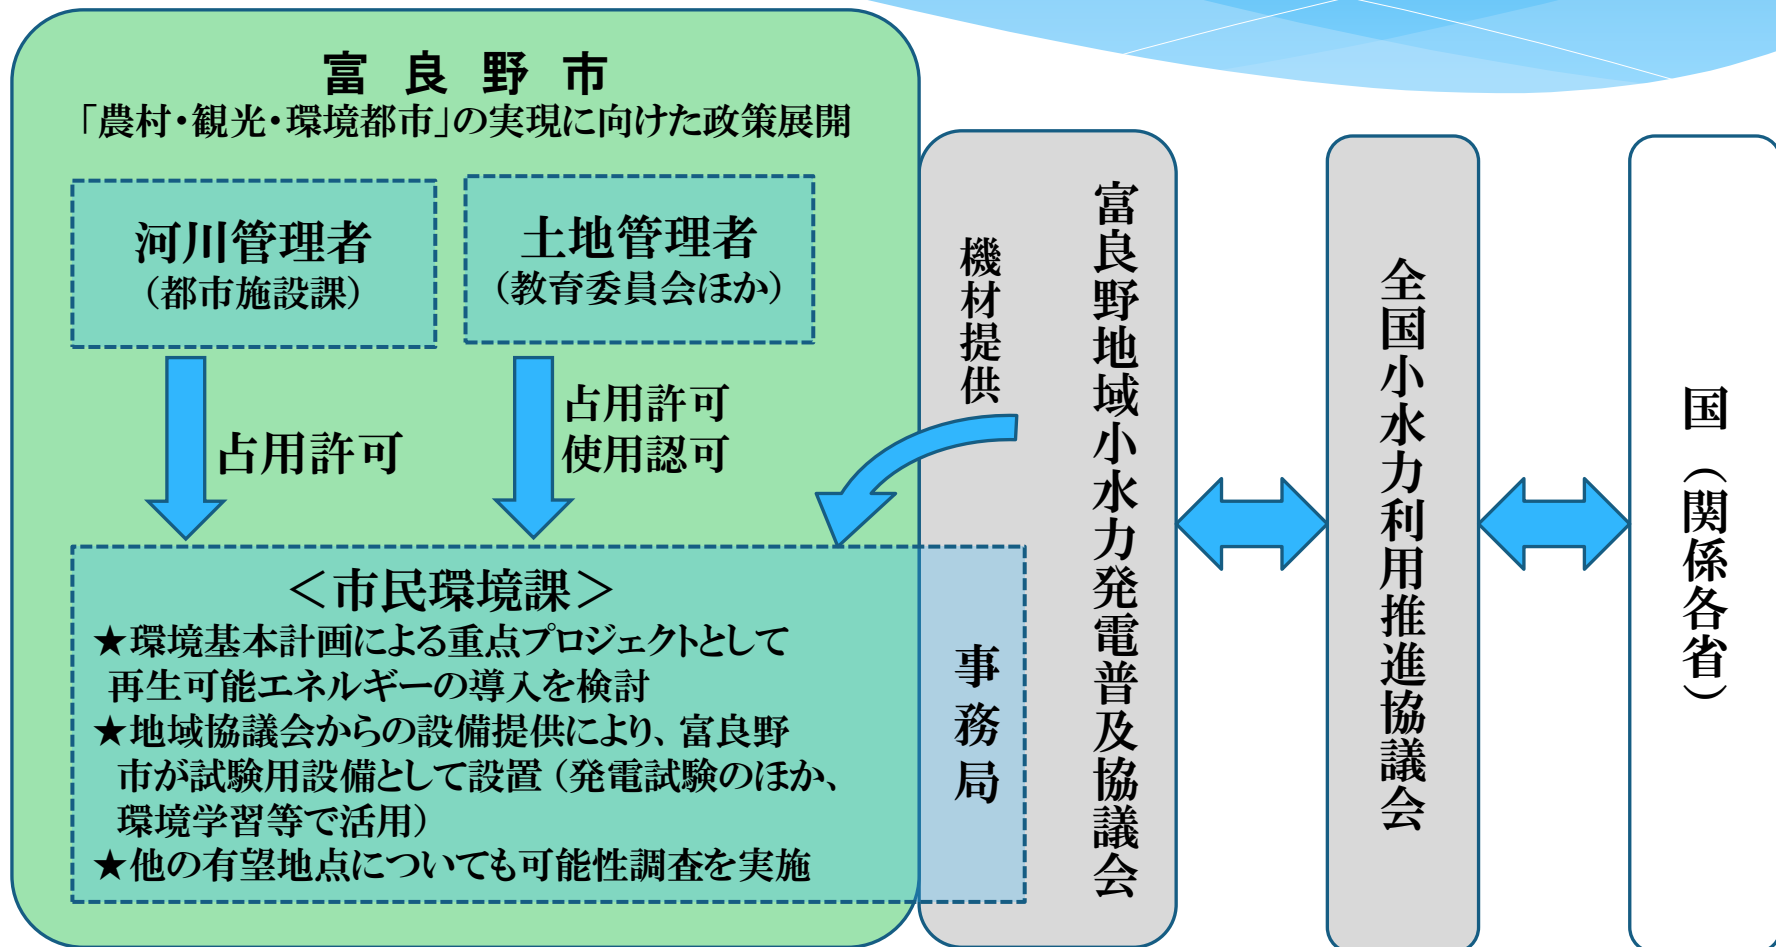 富良野市
「農村・観光・環境都市」の実現に向けた政策展開
河川管理者
（都市施設課）
土地管理者
（教育委員会ほか）
占用許可
占用許可
使用認可
＜市民環境課＞
★環境基本計画による重点プロジェクトとして
再生可能エネルギーの導入を検討
★地域協議会からの設備提供により、富良野
市が試験用設備として設置（発電試験のほか、
環境学習等で活用）
★他の有望地点についても可能性調査を実施
機材提供
事務局
富良野地域小水力発電普及協議会
全国小水力利用推進協議会
国（関係各省）